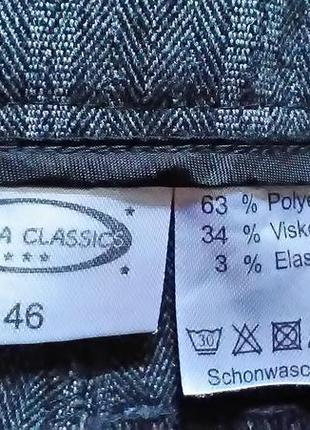 A CLASSICS
46
63 % Polye
34 % Visko
3 % Elas
30
Schonwasc